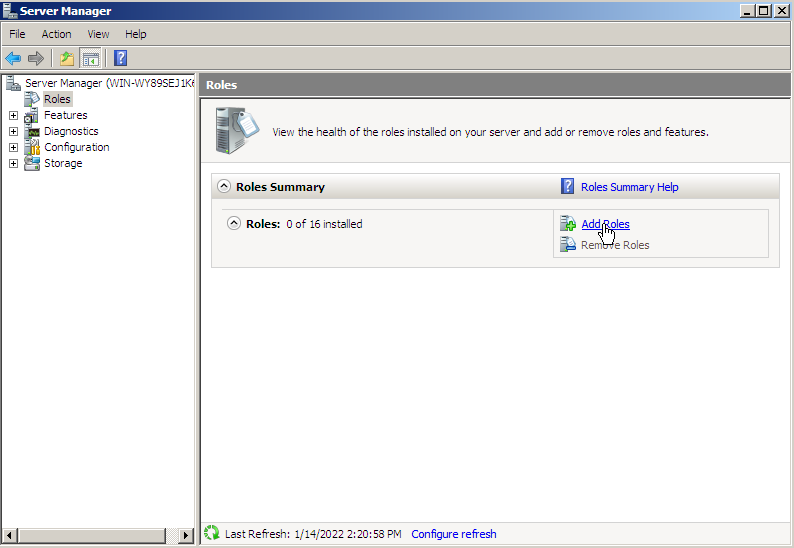 Server Manager
File Action View Help
Server Manager (WIN-WY89SEJ1K6
Roles
Features
Diagnostics
Configuration
Storage
Roles
View the health of the roles installed on your server and add or remove roles and features.
Roles Summary
Roles Summary Help
Roles: 0 of 16 installed
Add Roles
Remove Roles
Last Refresh: 1/14/2022 2:20:58 PM Configure refresh